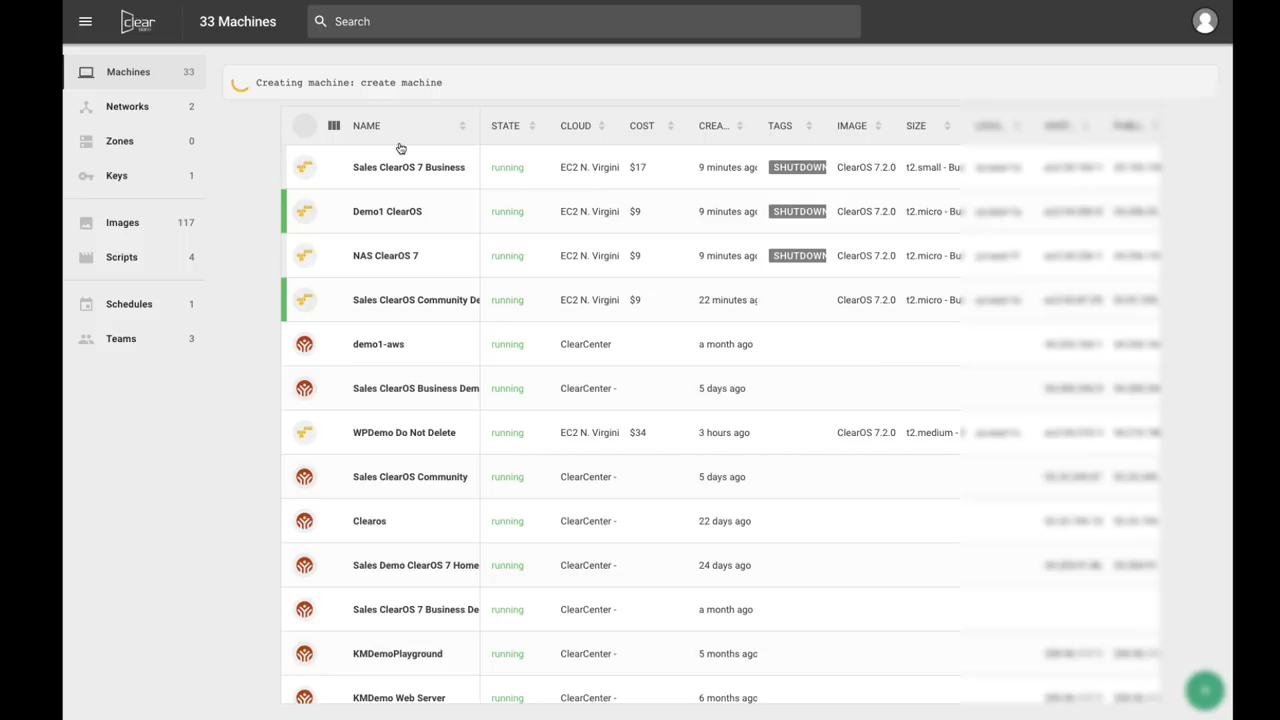 clear
33 Machines
Search
Machines 33
Networks 2
Zones 0
Keys 1
Images 117
Scripts 4
Schedules 1
Teams 3
Creating machine: create machine
NAME STATE CLOUD COST CREA... TAGS IMAGE SIZE
Sales ClearOS 7 Business running EC2 N. Virgini $17 9 minutes agc SHUTDOWN ClearOS 7.2.0 t2.small - Bu
Demo1 ClearOS running EC2 N. Virgini $9 9 minutes agc SHUTDOWN ClearOS 7.2.0 t2.micro - Bu
NAS ClearOS 7 running EC2 N. Virgini $9 9 minutes agc SHUTDOWN ClearOS 7.2.0 t2.micro - Bu
Sales ClearOS Community De running EC2 N. Virgini $9 22 minutes aç ClearOS 7.2.0 t2.micro - Bu
demo1-aws running ClearCenter a month ago
Sales ClearOS Business Dem running ClearCenter - 5 days ago
WPDemo Do Not Delete running EC2 N. Virgini $34 3 hours ago ClearOS 7.2.0 t2.medium -
Sales ClearOS Community running ClearCenter - 5 days ago
Clearos running ClearCenter - 22 days ago
Sales Demo ClearOS 7 Home running ClearCenter - 24 days ago
Sales ClearOS 7 Business De running ClearCenter - a month ago
KMDemoPlayground running ClearCenter - 5 months ago
KMDemo Web Server running ClearCenter - 6 months ago